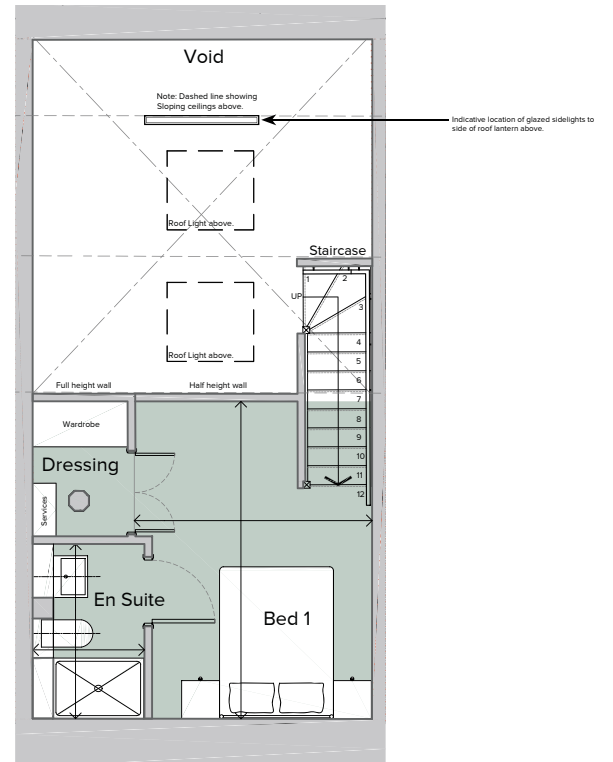 Void
Note: Dashed line showing
Sloping ceilings above.
Indicative location of glazed sidelights to
side of roof lantern above.
Roof Light above.
Staircase
1
2
UP
3
4
Roof Light above.
5
6
Full height wall
Half height wall
7
Wardrobe
8
9
Dressing
10
11
12
Services
En Suite
Bed 1